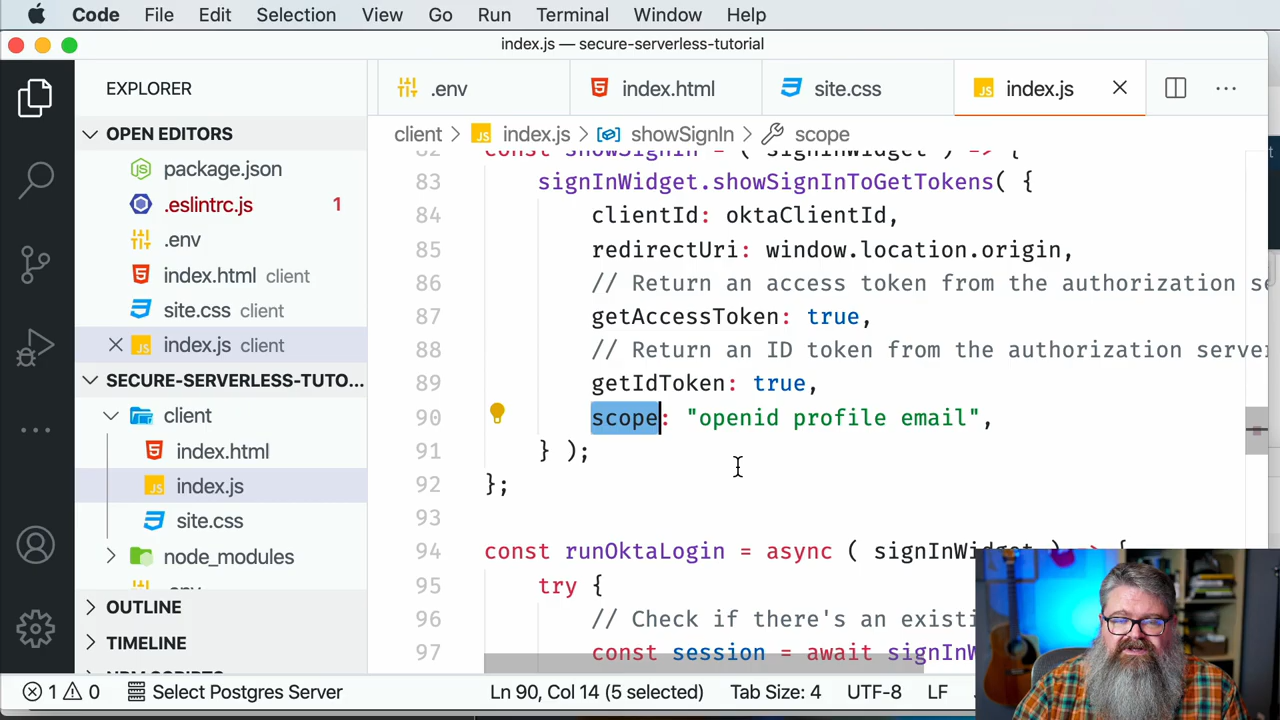 Code File Edit Selection View Go Run Terminal Window Help
index.js — secure-serverless-tutorial
EXPLORER
.env
index.html
site.css
index.js
OPEN EDITORS
package.json
.eslintrc.js 1
.env
index.html client
site.css client
index.js client
SECURE-SERVERLESS-TUTO...
client
index.html
index.js
site.css
node_modules
OUTLINE
TIMELINE
client > index.js > showSignIn > scope
82 const showSignIn = ( signInWidget ) => {
83 signInWidget.showSignInToGetTokens( {
84 clientId: oktaClientId,
85 redirectUri: window.location.origin,
86 // Return an access token from the authorization se
87 getAccessToken: true,
88 // Return an ID token from the authorization server
89 getIdToken: true,
90 scope: "openid profile email",
91 } );
92 };
93
94 const runOktaLogin = async ( signInWidget ) => {
95 try {
96 // Check if there's an existi
97 const session = await signInW
1 0 Select Postgres Server Ln 90, Col 14 (5 selected) Tab Size: 4 UTF-8 LF